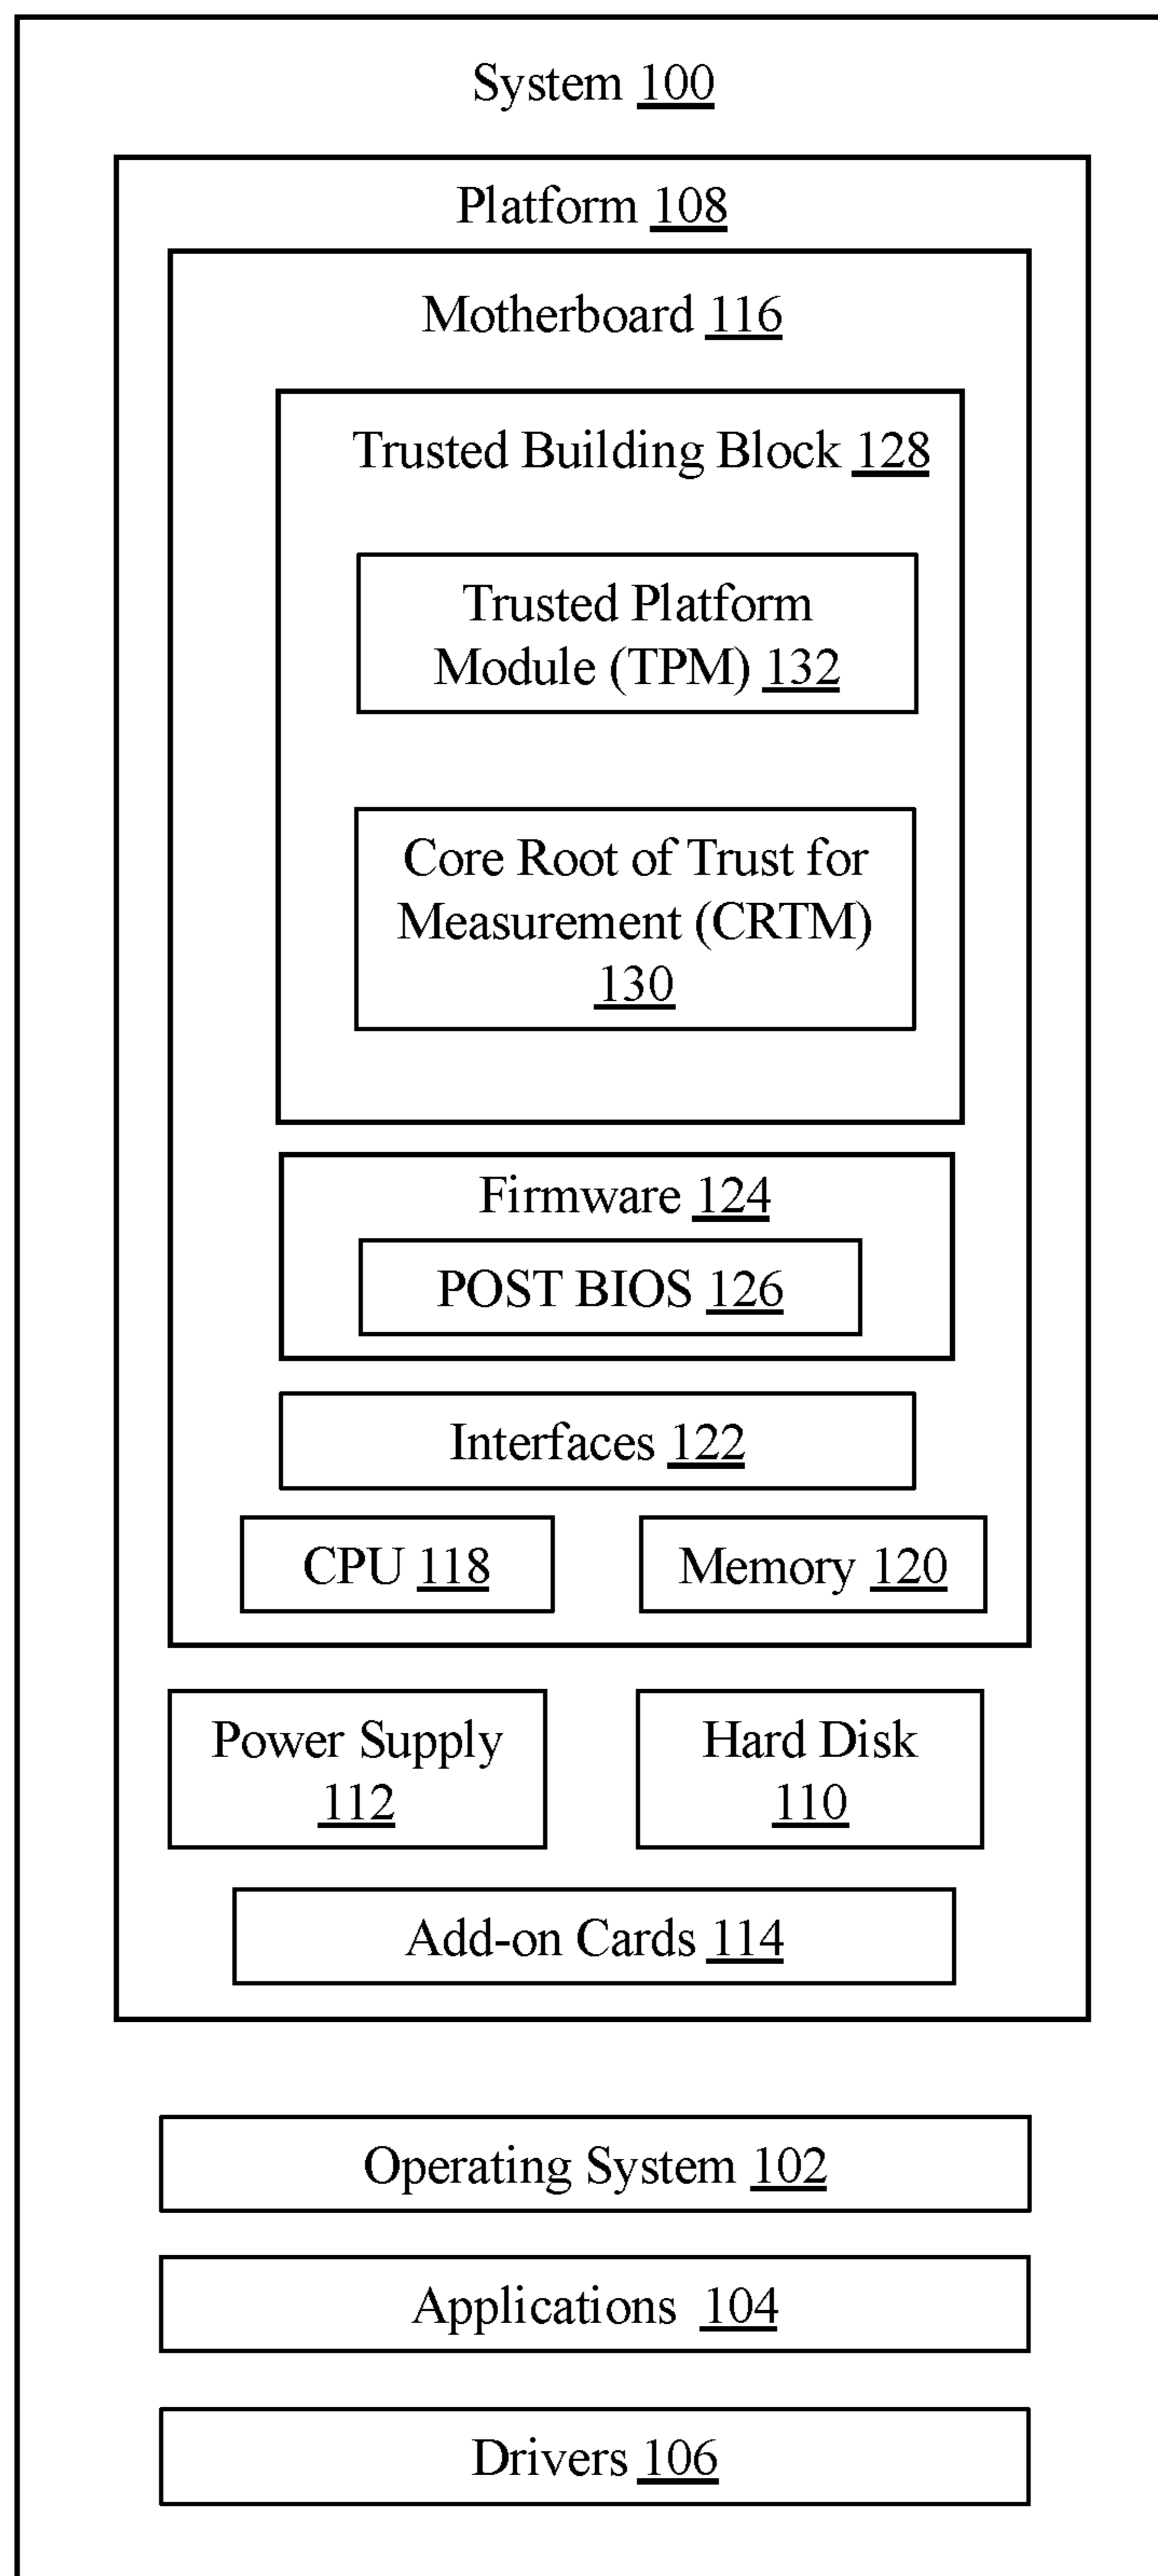 System 100
Platform 108
Motherboard 116
Trusted Building Block 128
Trusted Platform
Module (TPM) 132
Core Root of Trust for
Measurement (CRTM)
130
Firmware 124
POST BIOS 126
Interfaces 122
CPU 118
Memory 120
Power Supply
112
Hard Disk
110
Add-on Cards 114
Operating System 102
Applications 104
Drivers 106